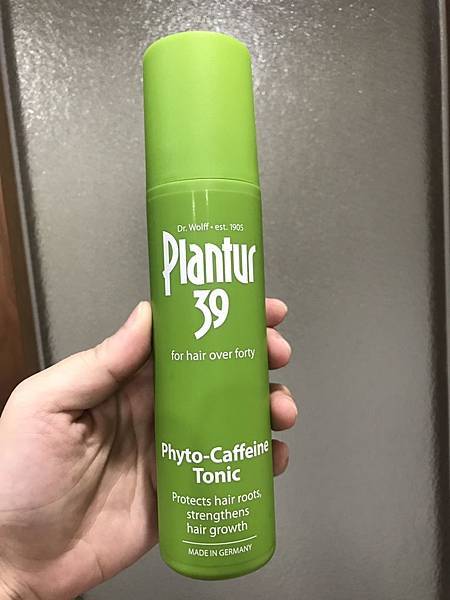 Dr. Wolff • est. 1905
Plantur
39
for hair over forty
Phyto-Caffeine
Tonic
Protects hair roots,
strengthens
hair growth
MADE IN GERMANY